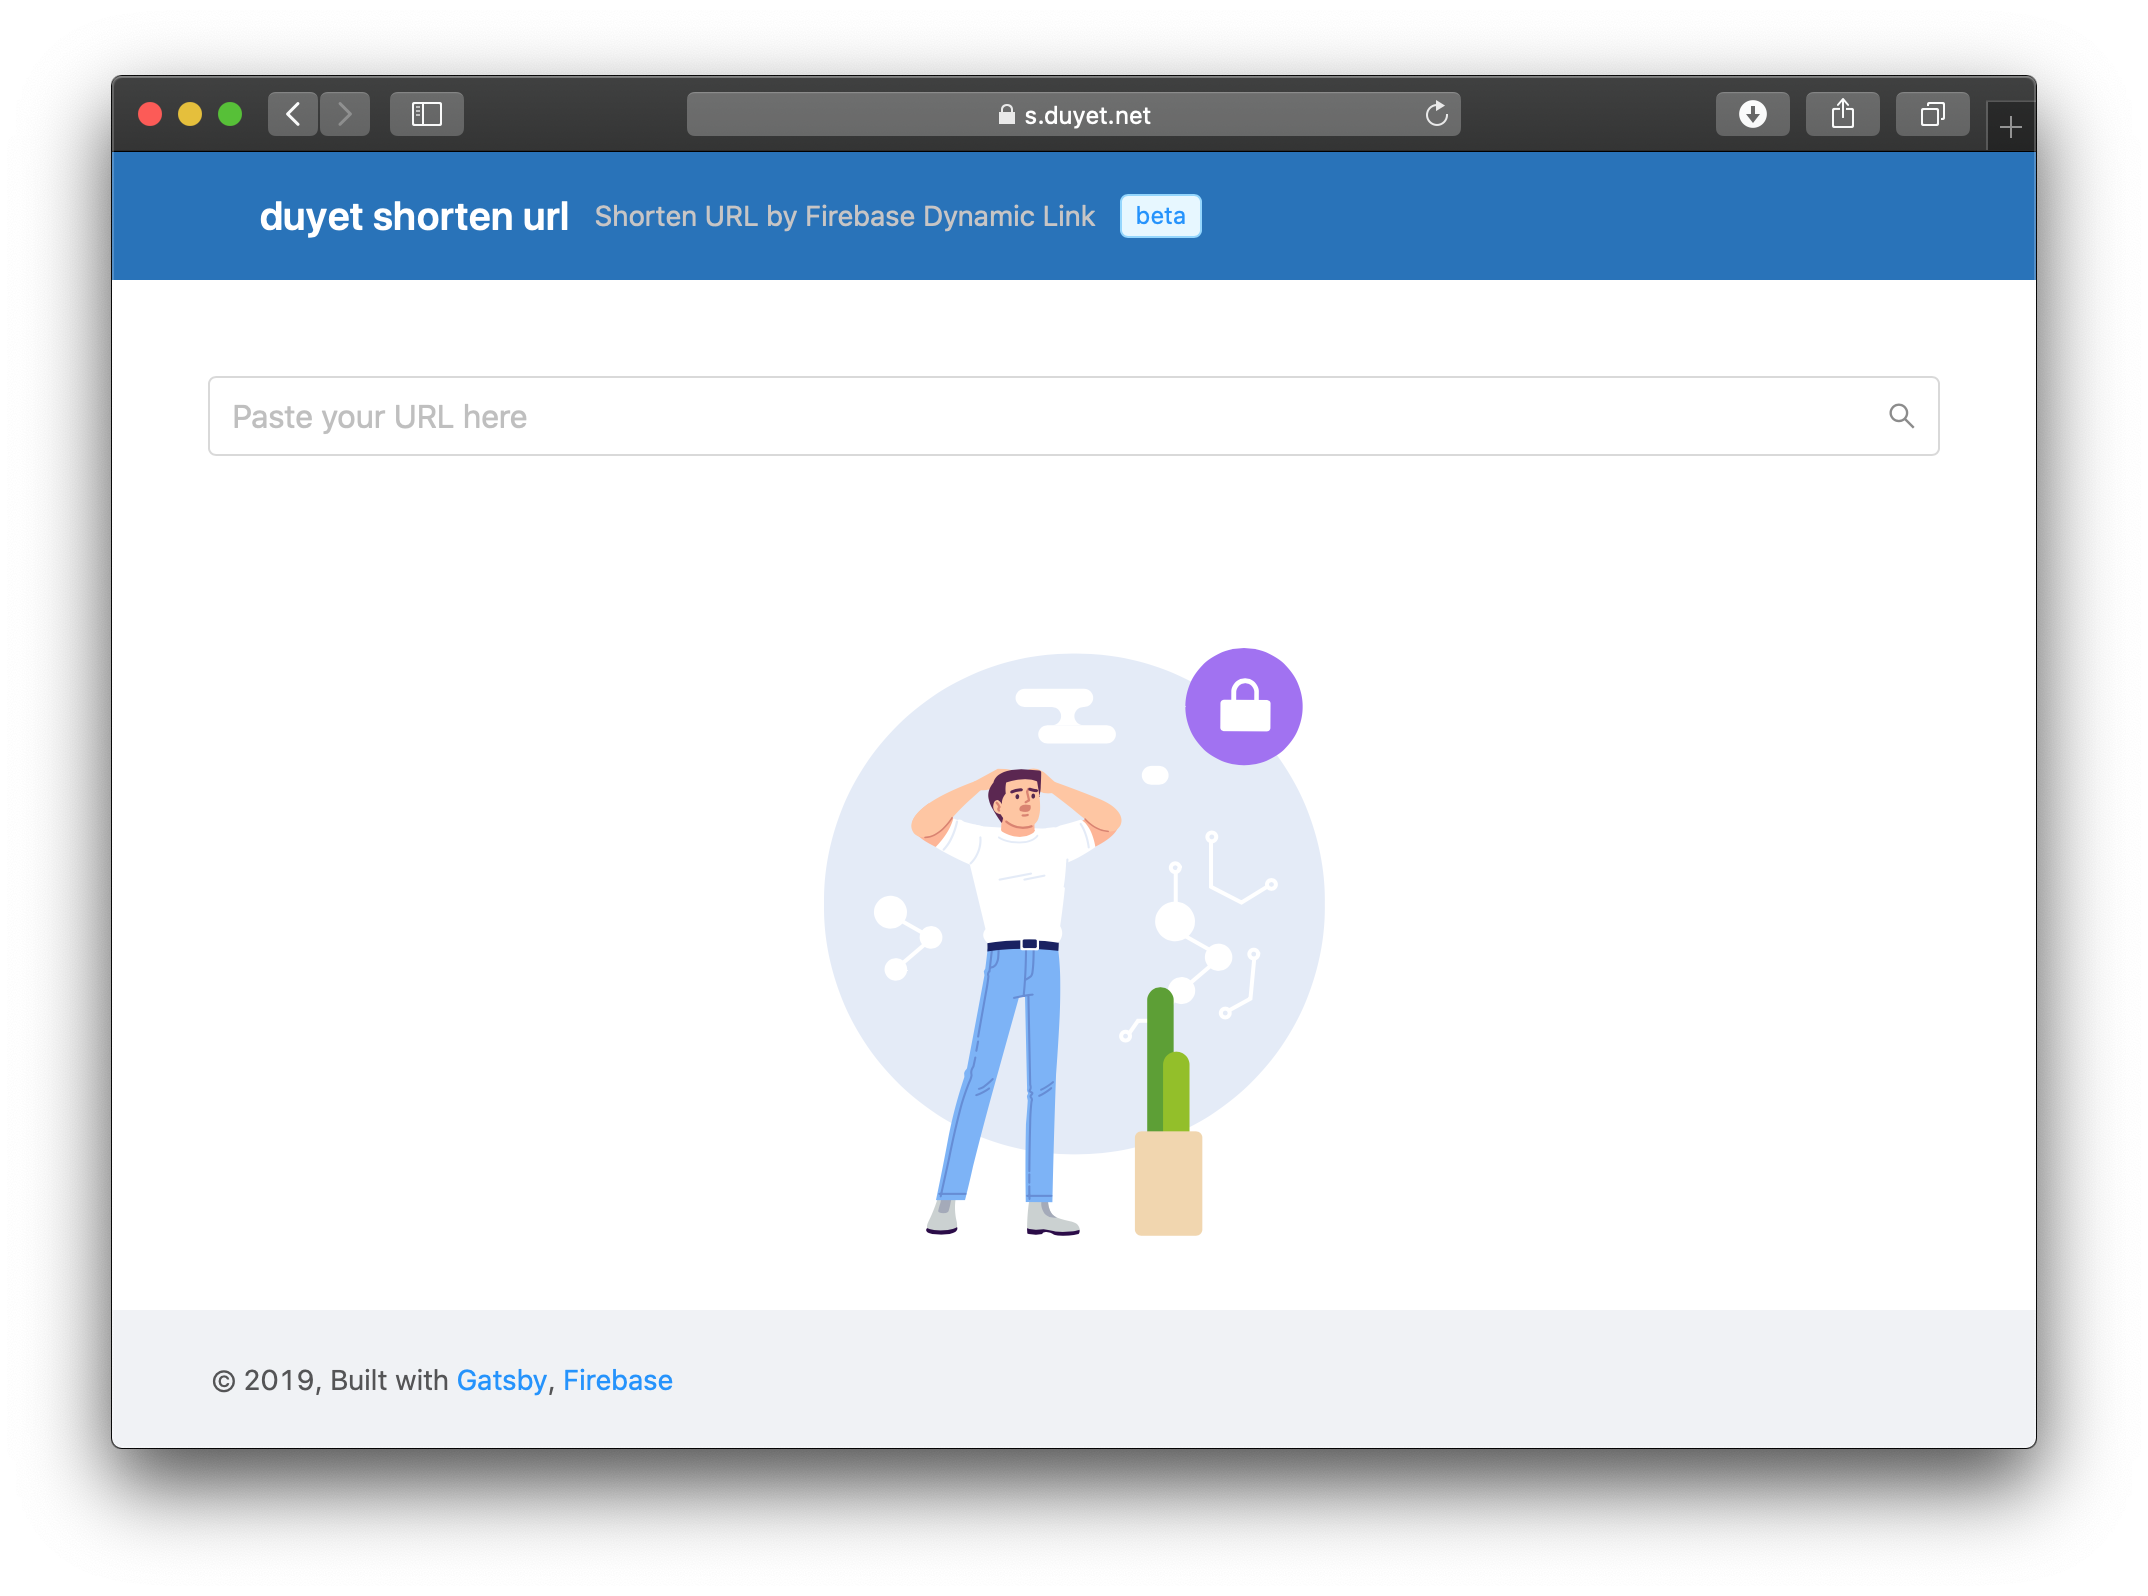 s.duyet.net
duyet shorten url Shorten URL by Firebase Dynamic Link beta
Paste your URL here
© 2019, Built with Gatsby, Firebase